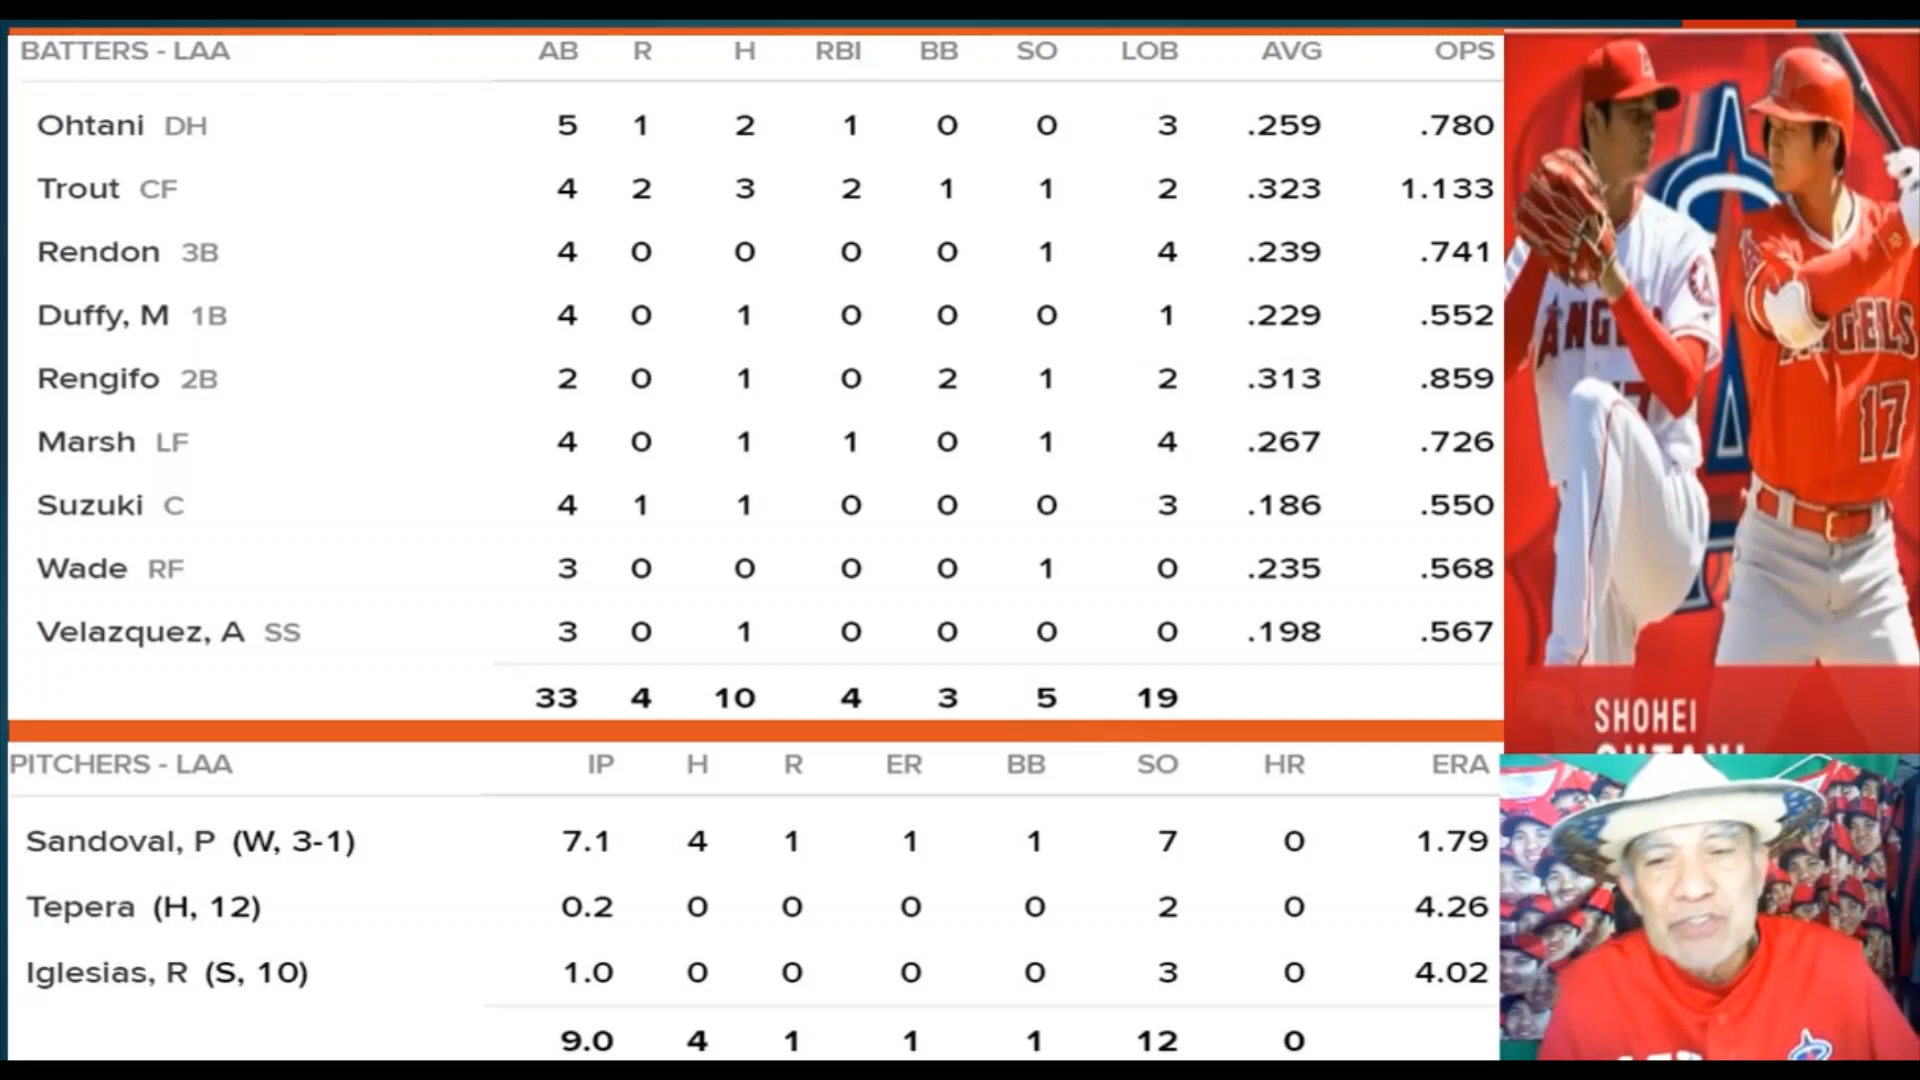 BATTERS - LAA AB R H RBI BB SO LOB AVG OPS
Ohtani DH 5 1 2 1 0 0 3 .259 .780
Trout CF 4 2 3 2 1 1 2 .323 1.133
Rendon 3B 4 0 0 0 0 1 4 .239 .741
Duffy, M 1B 4 0 1 0 0 0 1 .229 .552
Rengifo 2B 2 0 1 0 2 1 2 .313 .859
Marsh LF 4 0 1 1 0 1 4 .267 .726
Suzuki C 4 1 1 0 0 0 3 .186 .550
Wade RF 3 0 0 0 0 1 0 .235 .568
Velazquez, A SS 3 0 1 0 0 0 0 .198 .567
33 4 10 4 3 5 19
PITCHERS - LAA IP H R ER BB SO HR ERA
Sandoval, P (W, 3-1) 7.1 4 1 1 1 7 0 1.79
Tepera (H, 12) 0.2 0 0 0 0 2 0 4.26
Iglesias, R (S, 10) 1.0 0 0 0 0 3 0 4.02
9.0 4 1 1 1 12 0
17
SHOHEI